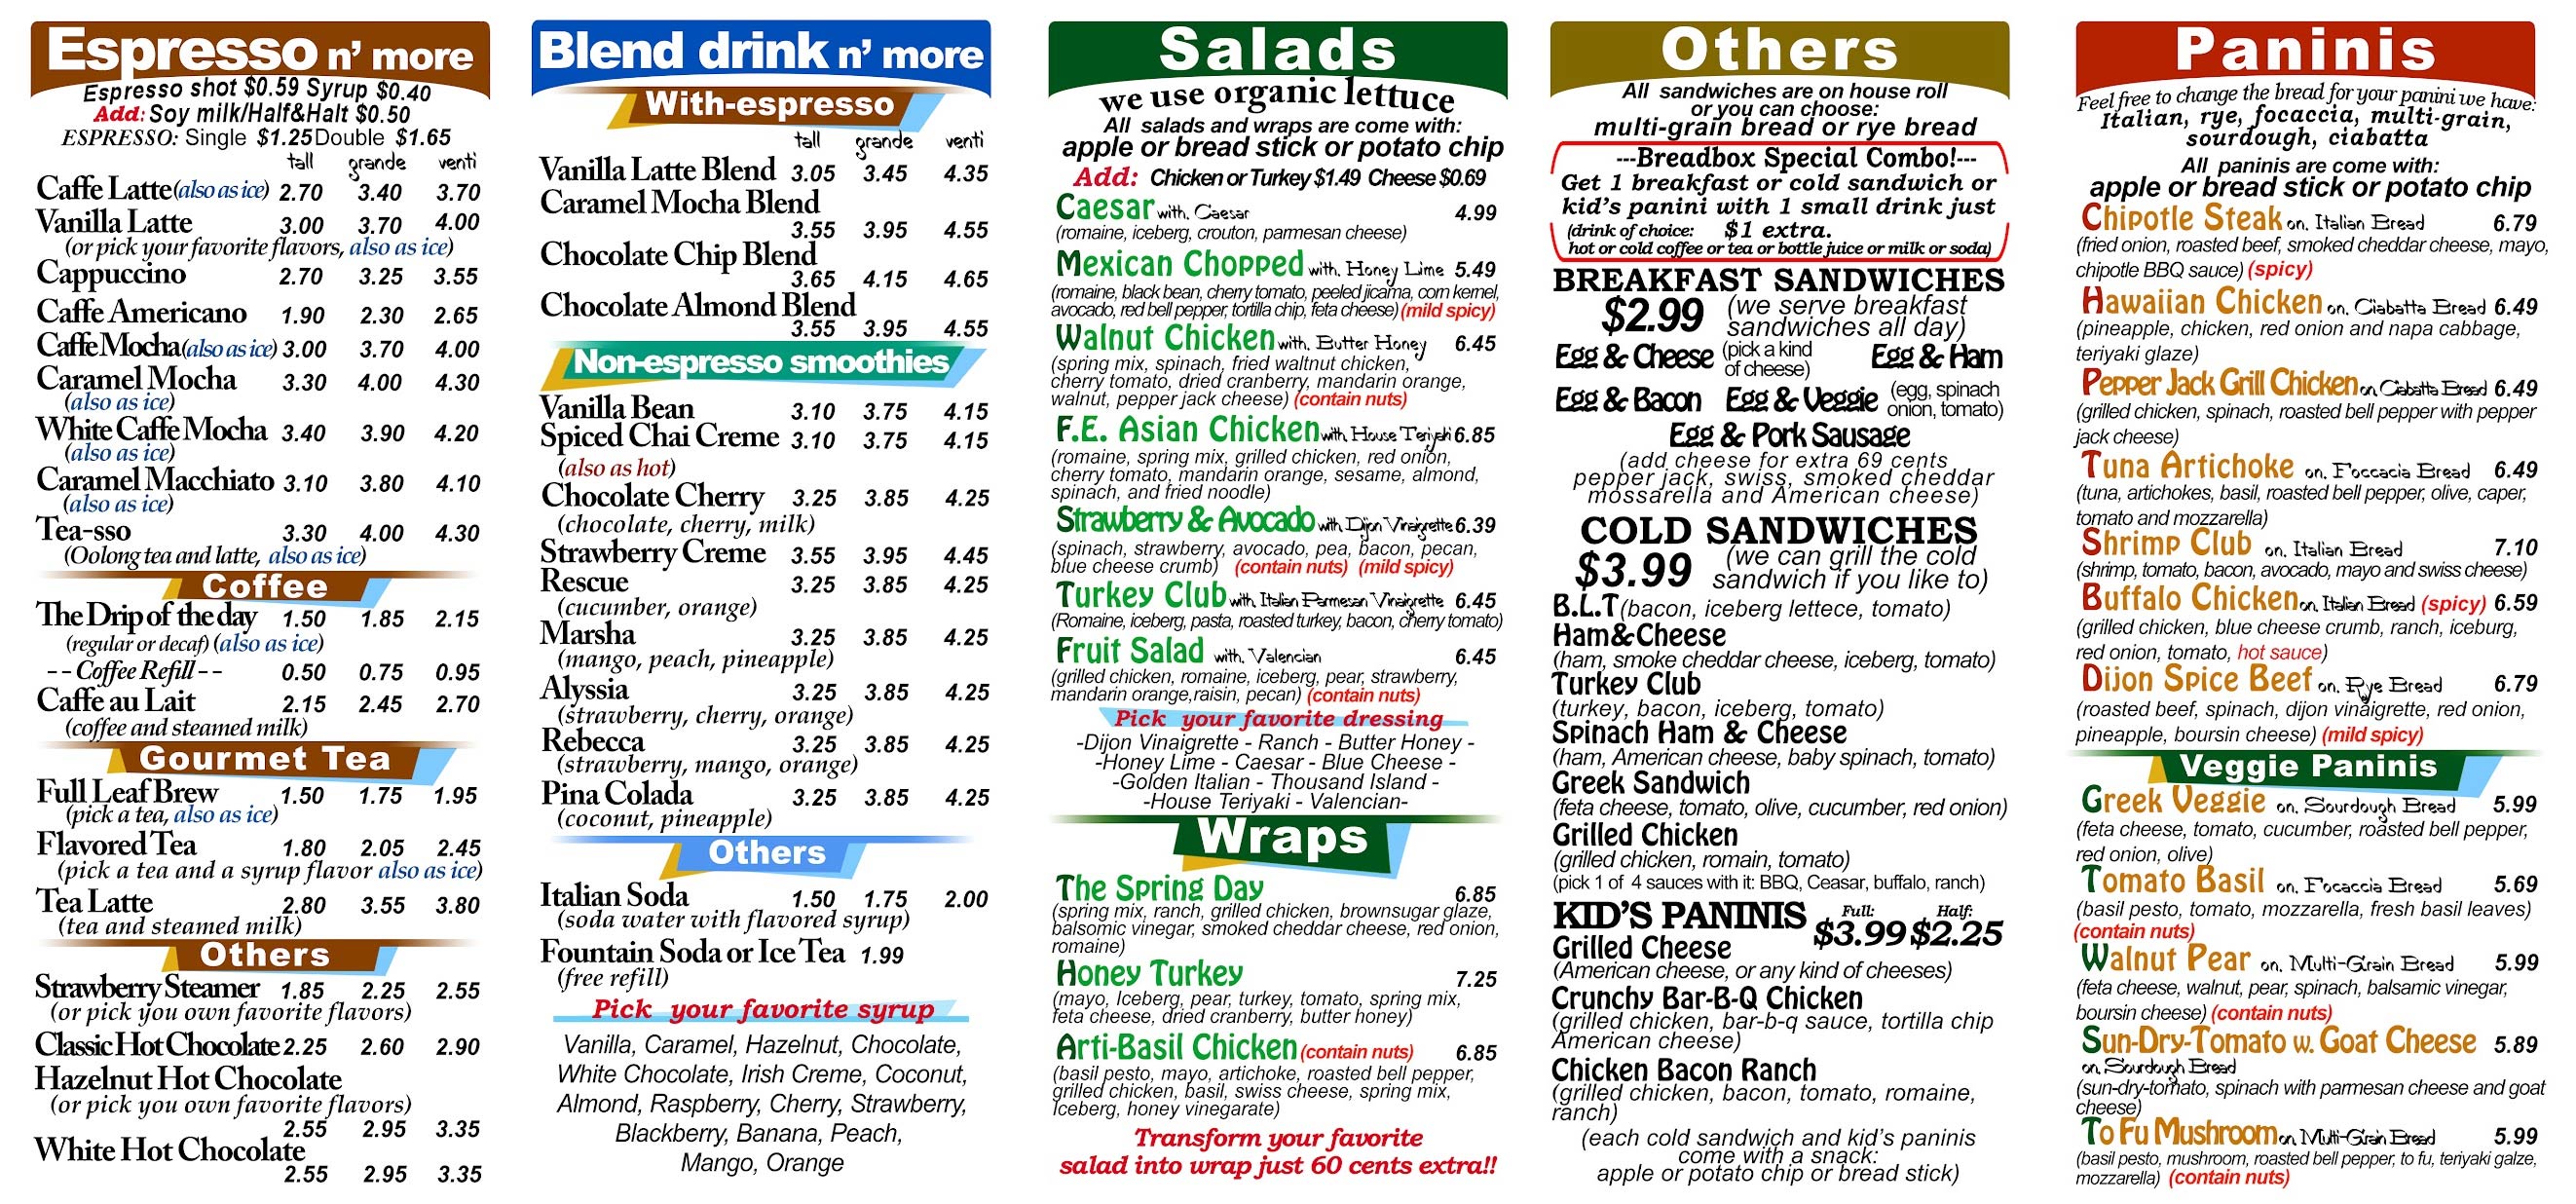 Espresso n' more
Espresso shot $0.59 Syrup $0.40
Add: Soy milk/Half&Halt $0.50
ESPRESSO: Single $1.25 Double $1.65
tall grande venti
Caffe Latte(also as ice) 2.70 3.40 3.70
Vanilla Latte 3.00 3.70 4.00
(or pick your favorite flavors, also as ice)
Cappuccino 2.70 3.25 3.55
Caffe Americano 1.90 2.30 2.65
Caffe Mocha(also as ice) 3.00 3.70 4.00
Caramel Mocha 3.30 4.00 4.30
(also as ice)
White Caffe Mocha 3.40 3.90 4.20
(also as ice)
Caramel Macchiato 3.10 3.80 4.10
(also as ice)
Tea-sso 3.30 4.00 4.30
(Oolong tea and latte, also as ice)
Coffee
The Drip of the day 1.50 1.85 2.15
(regular or decaf) (also as ice)
--Coffee Refill-- 0.50 0.75 0.95
Caffe au Lait 2.15 2.45 2.70
(coffee and steamed milk)
Gourmet Tea
Full Leaf Brew 1.50 1.75 1.95
(pick a tea, also as ice)
Flavored Tea 1.80 2.05 2.45
(pick a tea and a syrup flavor also as ice)
Tea Latte 2.80 3.55 3.80
(tea and steamed milk)
Others
Strawberry Steamer 1.85 2.25 2.55
(or pick you own favorite flavors)
Classic Hot Chocolate 2.25 2.60 2.90
Hazelnut Hot Chocolate
(or pick you own favorite flavors)
2.55 2.95 3.35
White Hot Chocolate
2.55 2.95 3.35
Blend drink n' more
With-espresso
tall grande venti
Vanilla Latte Blend 3.05 3.45 4.35
Caramel Mocha Blend
3.55 3.95 4.55
Chocolate Chip Blend
3.65 4.15 4.65
Chocolate Almond Blend
3.55 3.95 4.55
Non-espresso smoothies
Vanilla Bean 3.10 3.75 4.15
Spiced Chai Creme 3.10 3.75 4.15
(also as hot)
Chocolate Cherry 3.25 3.85 4.25
(chocolate, cherry, milk)
Strawberry Creme 3.55 3.95 4.45
Rescue 3.25 3.85 4.25
(cucumber, orange)
Marsha 3.25 3.85 4.25
(mango, peach, pineapple)
Alyssia 3.25 3.85 4.25
(strawberry, cherry, orange)
Rebecca 3.25 3.85 4.25
(strawberry, mango, orange)
Pina Colada 3.25 3.85 4.25
(coconut, pineapple)
Others
Italian Soda 1.50 1.75 2.00
(soda water with flavored syrup)
Fountain Soda or Ice Tea 1.99
(free refill)
Pick your favorite syrup
Vanilla, Caramel, Hazelnut, Chocolate,
White Chocolate, Irish Creme, Coconut,
Almond, Raspberry, Cherry, Strawberry,
Blackberry, Banana, Peach,
Mango, Orange
Salads
we use organic lettuce
All salads and wraps are come with:
apple or bread stick or potato chip
Add: Chicken or Turkey $1.49 Cheese $0.69
Caesar with. Caesar 4.99
(romaine, iceberg, crouton, parmesan cheese)
Mexican Chopped with. Honey Lime 5.49
(romaine, black bean, cherry tomato, peeled jicama, corn kernel,
avocado, red bell pepper, tortilla chip, feta cheese) (mild spicy)
Walnut Chicken with. Butter Honey 6.45
(spring mix, spinach, fried waltnut chicken,
cherry tomato, dried cranberry, mandarin orange,
walnut, pepper jack cheese) (contain nuts)
F.E. Asian Chicken with. House Teriyaki 6.85
(romaine, spring mix, grilled chicken, red onion,
cherry tomato, mandarin orange, sesame, almond,
spinach, and fried noodle)
Strawberry & Avocado with. Dijon Vinaigrette 6.39
(spinach, strawberry, avocado, pea, bacon, pecan,
blue cheese crumb) (contain nuts) (mild spicy)
Turkey Club with. Italian Parmesan Vinaigrette 6.45
(Romaine, iceberg, pasta, roasted turkey, bacon, cherry tomato)
Fruit Salad with. Valencian 6.45
(grilled chicken, romaine, iceberg, pear, strawberry,
mandarin orange,raisin, pecan) (contain nuts)
Pick your favorite dressing
-Dijon Vinaigrette - Ranch - Butter Honey -
-Honey Lime - Caesar - Blue Cheese -
-Golden Italian - Thousand Island -
-House Teriyaki - Valencian-
Wraps
The Spring Day 6.85
(spring mix, ranch, grilled chicken, brownsugar glaze,
balsomic vinegar, smoked cheddar cheese, red onion,
romaine)
Honey Turkey 7.25
(mayo, Iceberg, pear, turkey, tomato, spring mix,
feta cheese, dried cranberry, butter honey)
Arti-Basil Chicken (contain nuts) 6.85
(basil pesto, mayo, artichoke, roasted bell pepper,
grilled chicken, basil, swiss cheese, spring mix,
Iceberg, honey vinegarate)
Transform your favorite
salad into wrap just 60 cents extra!!
Others
All sandwiches are on house roll
or you can choose:
multi-grain bread or rye bread
---Breadbox Special Combo!---
Get 1 breakfast or cold sandwich or
kid's panini with 1 small drink just
(drink of choice: $1 extra.
hot or cold coffee or tea or bottle juice or milk or soda)
BREAKFAST SANDWICHES
$2.99 (we serve breakfast
sandwiches all day)
Egg & Cheese (pick a kind of cheese) Egg & Ham
Egg & Bacon Egg & Veggie (egg, spinach onion, tomato)
Egg & Pork Sausage
(add cheese for extra 69 cents
pepper jack, swiss, smoked cheddar
mossarella and American cheese)
COLD SANDWICHES
$3.99 (we can grill the cold
sandwich if you like to)
B.L.T (bacon, iceberg lettece, tomato)
Ham&Cheese
(ham, smoke cheddar cheese, iceberg, tomato)
Turkey Club
(turkey, bacon, iceberg, tomato)
Spinach Ham & Cheese
(ham, American cheese, baby spinach, tomato)
Greek Sandwich
(feta cheese, tomato, olive, cucumber, red onion)
Grilled Chicken
(grilled chicken, romain, tomato)
(pick 1 of 4 sauces with it: BBQ, Ceasar, buffalo, ranch)
KID'S PANINIS Full: $3.99 Half: $2.25
Grilled Cheese
(American cheese, or any kind of cheeses)
Crunchy Bar-B-Q Chicken
(grilled chicken, bar-b-q sauce, tortilla chip
American cheese)
Chicken Bacon Ranch
(grilled chicken, bacon, tomato, romaine,
ranch)
(each cold sandwich and kid's paninis
come with a snack:
apple or potato chip or bread stick)
Paninis
Feel free to change the bread for your panini we have:
Italian, rye, focaccia, multi-grain,
sourdough, ciabatta
All paninis are come with:
apple or bread stick or potato chip
Chipotle Steak on. Italian Bread 6.79
(fried onion, roasted beef, smoked cheddar cheese, mayo,
chipotle BBQ sauce) (spicy)
Hawaiian Chicken on. Ciabatta Bread 6.49
(pineapple, chicken, red onion and napa cabbage,
teriyaki glaze)
Pepper Jack Grill Chicken on. Ciabatta Bread 6.49
(grilled chicken, spinach, roasted bell pepper with pepper
jack cheese)
Tuna Artichoke on. Foccacia Bread 6.49
(tuna, artichokes, basil, roasted bell pepper, olive, caper,
tomato and mozzarella)
Shrimp Club on. Italian Bread 7.10
(shrimp, tomato, bacon, avocado, mayo and swiss cheese)
Buffalo Chicken on. Italian Bread (spicy) 6.59
(grilled chicken, blue cheese crumb, ranch, iceburg,
red onion, tomato, hot sauce)
Dijon Spice Beef on. Rye Bread 6.79
(roasted beef, spinach, dijon vinaigrette, red onion,
pineapple, boursin cheese) (mild spicy)
Veggie Paninis
Greek Veggie on. Sourdough Bread 5.99
(feta cheese, tomato, cucumber, roasted bell pepper,
red onion, olive)
Tomato Basil on. Focaccia Bread 5.69
(basil pesto, tomato, mozzarella, fresh basil leaves)
(contain nuts)
Walnut Pear on. Multi-Grain Bread 5.99
(feta cheese, walnut, pear, spinach, balsamic vinegar,
boursin cheese) (contain nuts)
Sun-Dry-Tomato w. Goat Cheese 5.89
on. Sourdough Bread
(sun-dry-tomato, spinach with parmesan cheese and goat
cheese)
To Fu Mushroom on. Multi-Grain Bread 5.99
(basil pesto, mushroom, roasted bell pepper, to fu, teriyaki galze,
mozzarella) (contain nuts)